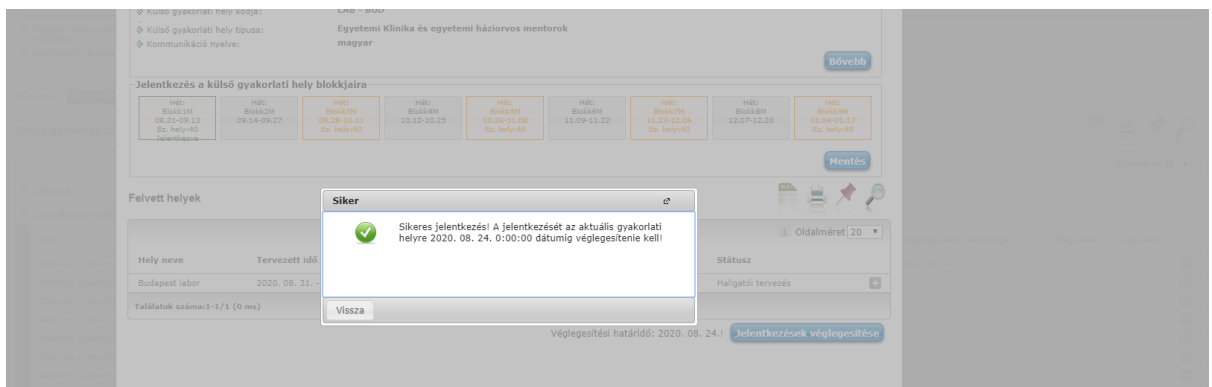 Külső gyakorlati hely kódja: LAB - BUD
Külső gyakorlati hely típusa: Egyetemi Klinika és egyetemi háziorvos mentorok
Kommunikáció nyelve: magyar
Bővebb
Jelentkezés a külső gyakorlati hely blokkjaira
Hét: Blokk1M 08.31-09.13 Sz. hely:40 Jelentkezve
Hét: Blokk2M 09.14-09.27
Hét: Blokk3M 09.28-10.11 Sz. hely:40
Hét: Blokk4M 10.12-10.25
Hét: Blokk5M 10.26-11.08 Sz. hely:40
Hét: Blokk6M 11.09-11.22
Hét: Blokk7M 11.23-12.06 Sz. hely:40
Hét: Blokk8M 12.07-12.20
Hét: Blokk9M 01.04-01.17 Sz. hely:40
Mentés
Felvett helyek
Siker
Sikeres jelentkezés! A jelentkezését az aktuális gyakorlati
helyre 2020. 08. 24. 0:00:00 dátumig véglegesítenie kell!
Vissza
Oldalméret 20
Hely neve Tervezett idő Státusz
Budapest labor 2020. 08. 31. - Hallgatói tervezés
Találatok száma:1-1/1 (0 ms)
Véglegesítési határidő: 2020. 08. 24.! Jelentkezések véglegesítése